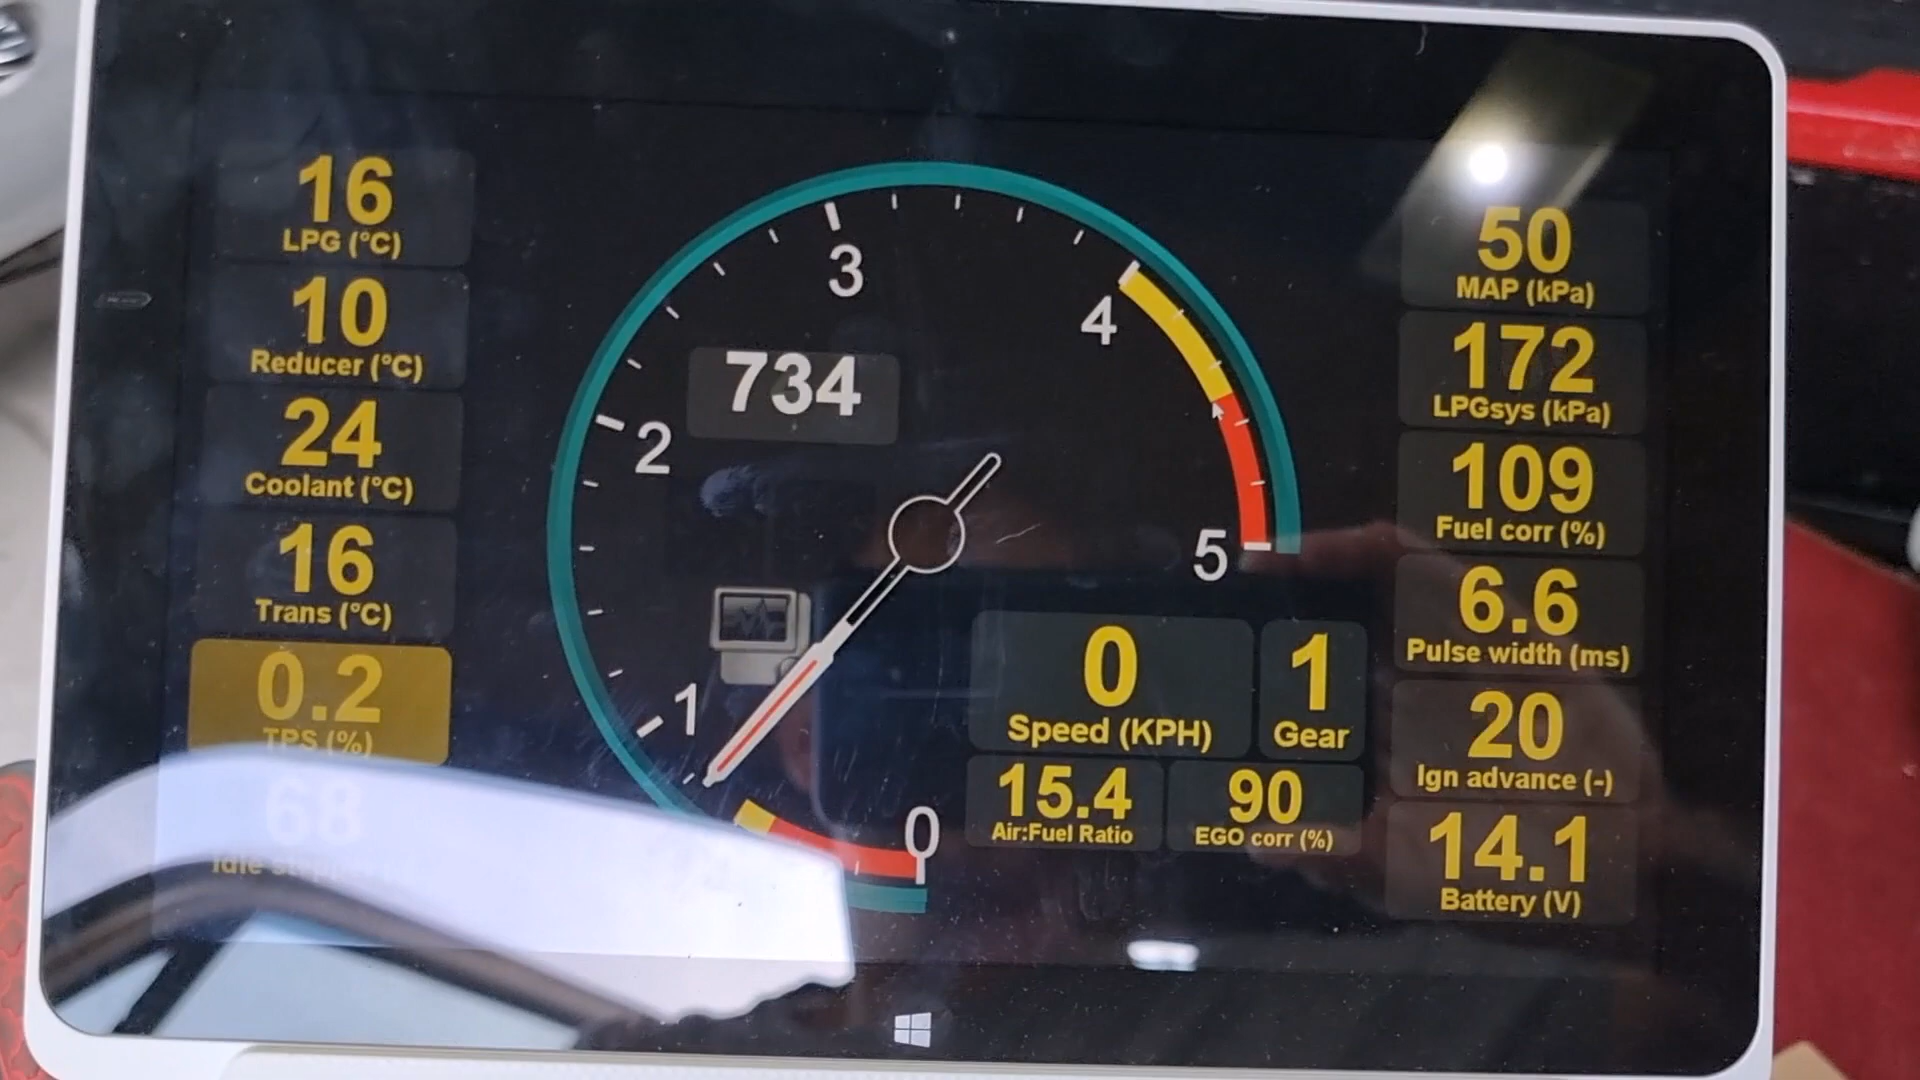 16
LPG (°C)
10
Reducer (°C)
24
Coolant (°C)
16
Trans (°C)
0.2
TPS (%)
68
Idle
3
4
2
734
5
1
0
0
Speed (KPH)
1
Gear
15.4
Air:Fuel Ratio
90
EGO corr (%)
50
MAP (kPa)
172
LPGsys (kPa)
109
Fuel corr (%)
6.6
Pulse width (ms)
20
Ign advance (-)
14.1
Battery (V)